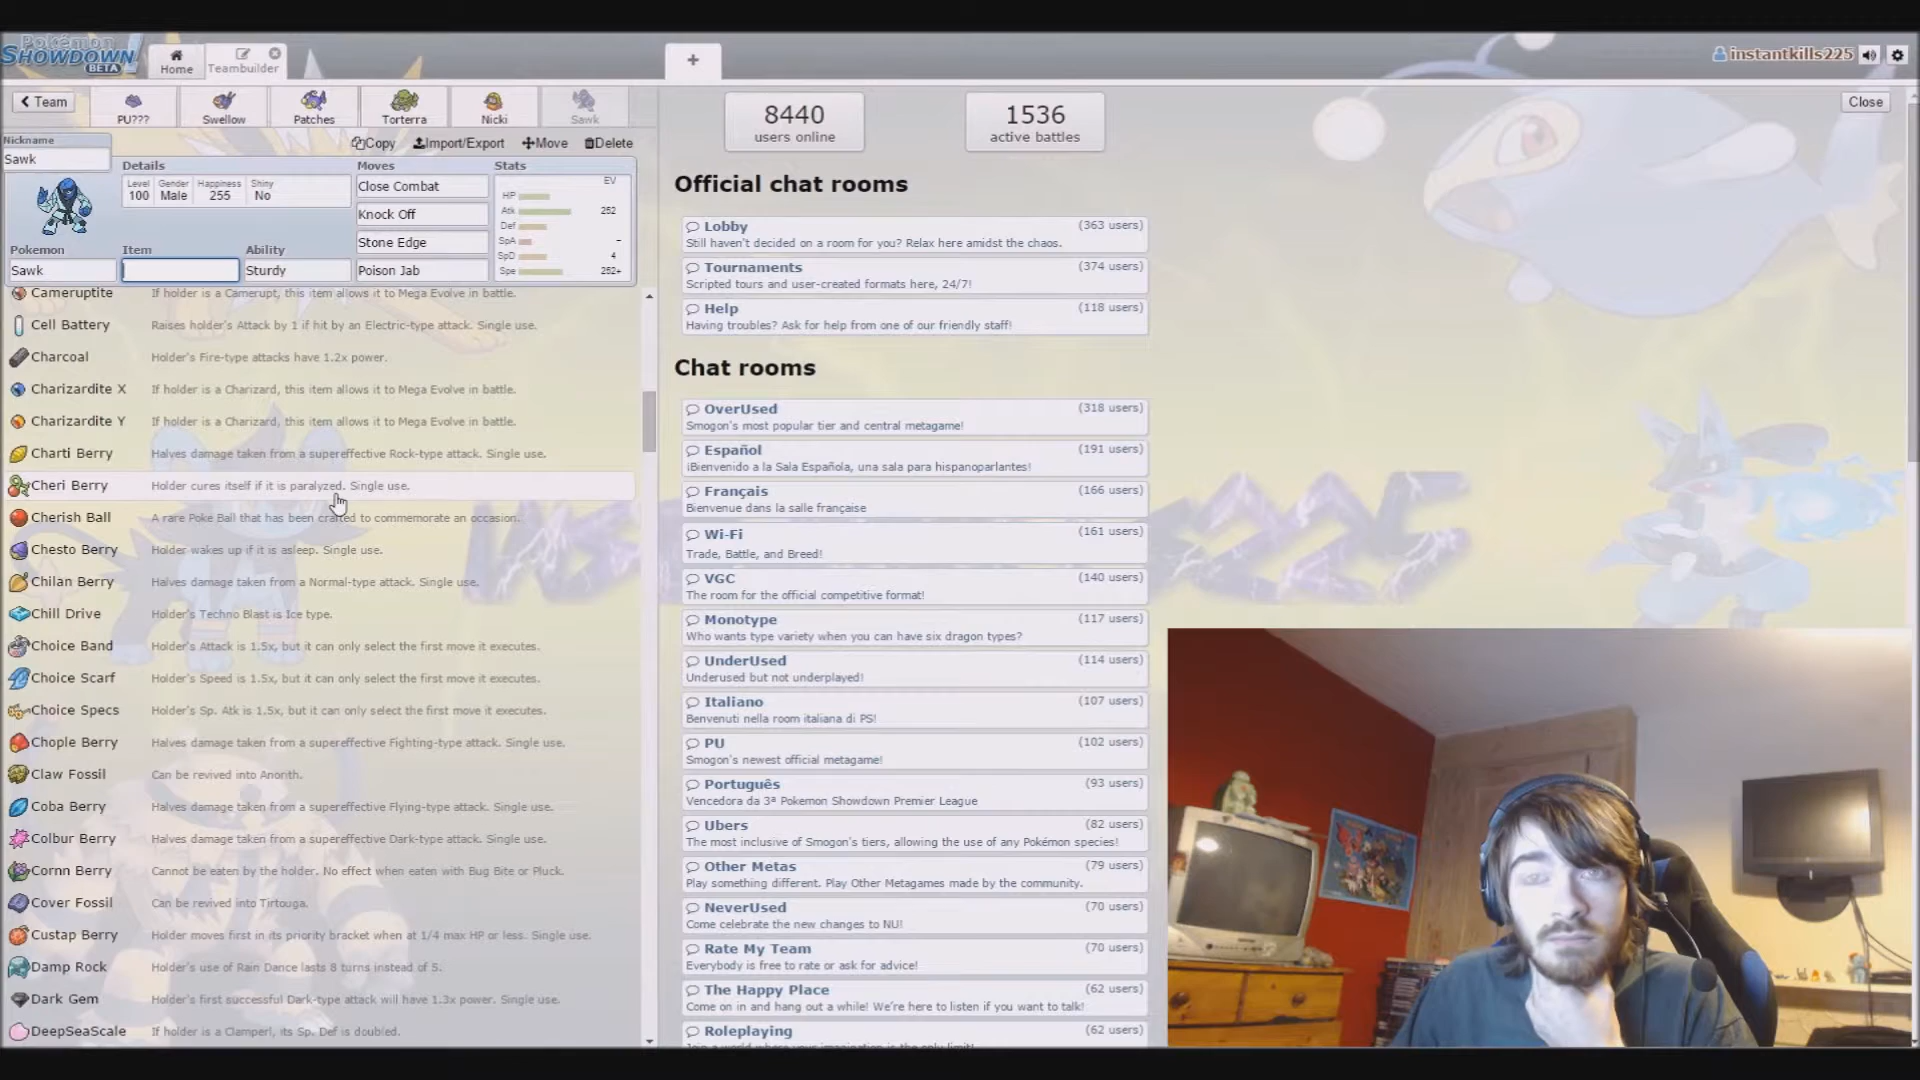 Pokémon
SHOWDOWN
BETA
Home
Teambuilder
+
instantkills225
< Team
PU???
Swellow
Patches
Torterra
Nicki
Sawk
8440
users online
1536
active battles
Close
Nickname
Sawk
Copy
Import/Export
Move
Delete
Details
Moves
Stats
Level
100
Gender
Male
Happiness
255
Shiny
No
Close Combat
Knock Off
Stone Edge
Poison Jab
EV
HP
Atk 252
Def
SpA -
SpD 4
Spe 252+
Pokemon
Sawk
Item
Ability
Sturdy
Cameruptite If holder is a Camerupt, this item allows it to Mega Evolve in battle.
Cell Battery Raises holder's Attack by 1 if hit by an Electric-type attack. Single use.
Charcoal Holder's Fire-type attacks have 1.2x power.
Charizardite X If holder is a Charizard, this item allows it to Mega Evolve in battle.
Charizardite Y If holder is a Charizard, this item allows it to Mega Evolve in battle.
Charti Berry Halves damage taken from a supereffective Rock-type attack. Single use.
Cheri Berry Holder cures itself if it is paralyzed. Single use.
Cherish Ball A rare Poke Ball that has been crafted to commemorate an occasion.
Chesto Berry Holder wakes up if it is asleep. Single use.
Chilan Berry Halves damage taken from a Normal-type attack. Single use.
Chill Drive Holder's Techno Blast is Ice type.
Choice Band Holder's Attack is 1.5x, but it can only select the first move it executes.
Choice Scarf Holder's Speed is 1.5x, but it can only select the first move it executes.
Choice Specs Holder's Sp. Atk is 1.5x, but it can only select the first move it executes.
Chople Berry Halves damage taken from a supereffective Fighting-type attack. Single use.
Claw Fossil Can be revived into Anorith.
Coba Berry Halves damage taken from a supereffective Flying-type attack. Single use.
Colbur Berry Halves damage taken from a supereffective Dark-type attack. Single use.
Cornn Berry Cannot be eaten by the holder. No effect when eaten with Bug Bite or Pluck.
Cover Fossil Can be revived into Tirtouga.
Custap Berry Holder moves first in its priority bracket when at 1/4 max HP or less. Single use.
Damp Rock Holder's use of Rain Dance lasts 8 turns instead of 5.
Dark Gem Holder's first successful Dark-type attack will have 1.3x power. Single use.
DeepSeaScale If holder is a Clamperl, its Sp. Def is doubled.
Official chat rooms
Lobby (363 users)
Still haven't decided on a room for you? Relax here amidst the chaos.
Tournaments (374 users)
Scripted tours and user-created formats here, 24/7!
Help (118 users)
Having troubles? Ask for help from one of our friendly staff!
Chat rooms
OverUsed (318 users)
Smogon's most popular tier and central metagame!
Español (191 users)
¡Bienvenido a la Sala Española, una sala para hispanoparlantes!
Français (166 users)
Bienvenue dans la salle française
Wi-Fi (161 users)
Trade, Battle, and Breed!
VGC (140 users)
The room for the official competitive format!
Monotype (117 users)
Who wants type variety when you can have six dragon types?
UnderUsed (114 users)
Underused but not underplayed!
Italiano (107 users)
Benvenuti nella room italiana di PS!
PU (102 users)
Smogon's newest official metagame!
Português (93 users)
Vencedora da 3ª Pokemon Showdown Premier League
Ubers (82 users)
The most inclusive of Smogon's tiers, allowing the use of any Pokémon species!
Other Metas (79 users)
Play something different. Play Other Metagames made by the community.
NeverUsed (70 users)
Come celebrate the new changes to NU!
Rate My Team (70 users)
Everybody is free to rate or ask for advice!
The Happy Place (62 users)
Come on in and hang out a while! We're here to listen if you want to talk!
Roleplaying (62 users)
Join a world where your imagination is the only limit!